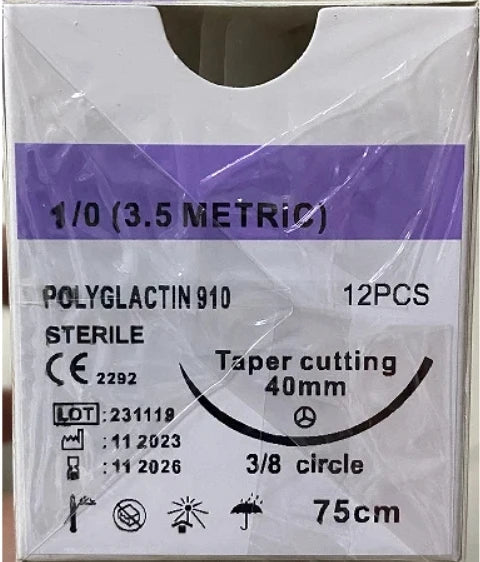 1/0 (3.5 METRIC)
POLYGLACTIN 910 12PCS
STERILE
CE 2292
Taper cutting
40mm
LOT : 231119
: 11 2023
: 11 2026
3/8 circle
75cm